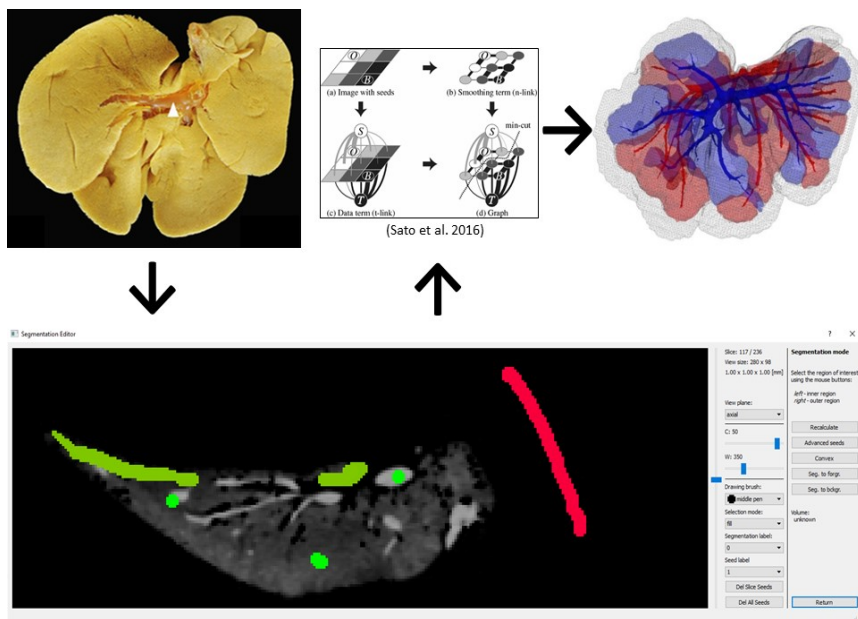 O
B
(a) Image with seeds
(b) Smoothing term (n-link)
min-cut
S
O
B
T
(c) Data term (t-link)
S
O
B
T
(d) Graph
(Sato et al. 2016)
Segmentation Editor
? ×
Slice: 117 / 236
View size: 280 x 98
1.00 x 1.00 x 1.00 [mm]
View plane:
axial
C: 50
W: 350
Drawing brush:
middle pen
Selection mode:
fill
Segmentation label:
0
Seed label
1
Del Slice Seeds
Del All Seeds
Segmentation mode
Select the region of interest
using the mouse buttons:
left - inner region
right - outer region
Recalculate
Advanced seeds
Convex
Seg. to forgr.
Seg. to bckgr.
Volume:
unknown
Return